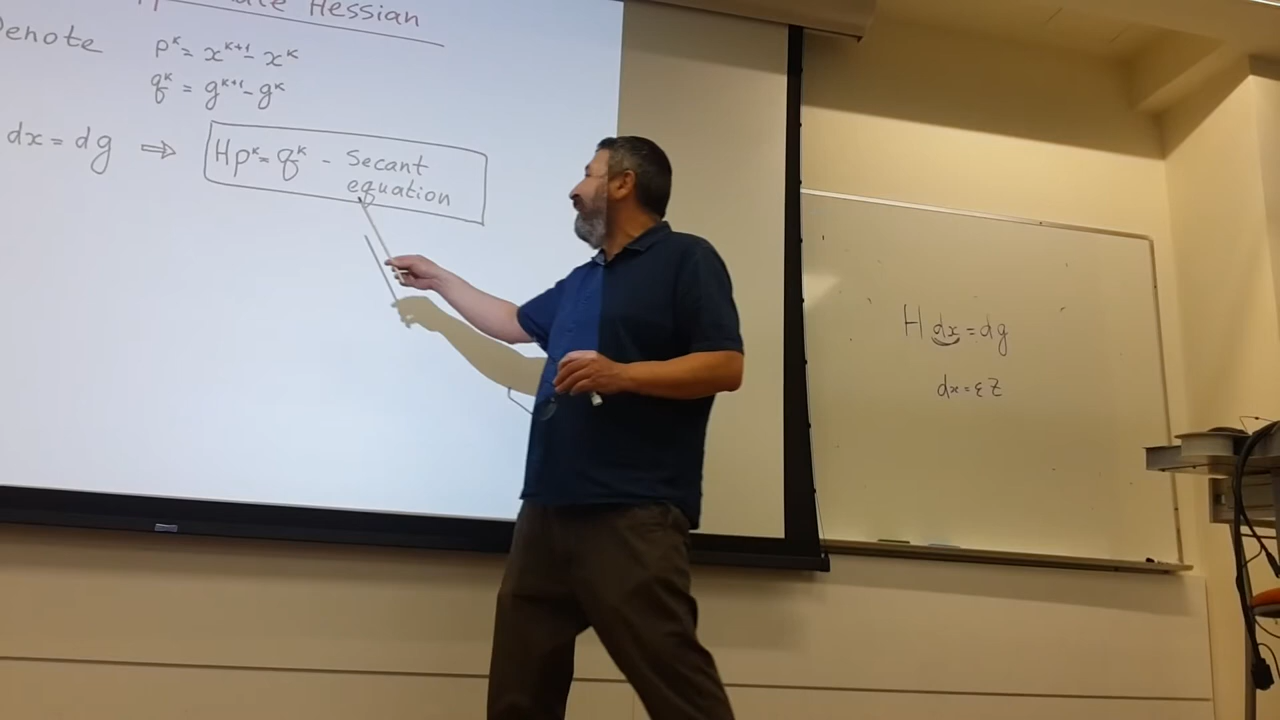 Hessian
Denote
p^k = x^{k+1} - x^k
q^k = g^{k+1} - g^k
dx = dg ⇒ Hp^k = q^k - Secant
equation
H dx = dg
dx = εz